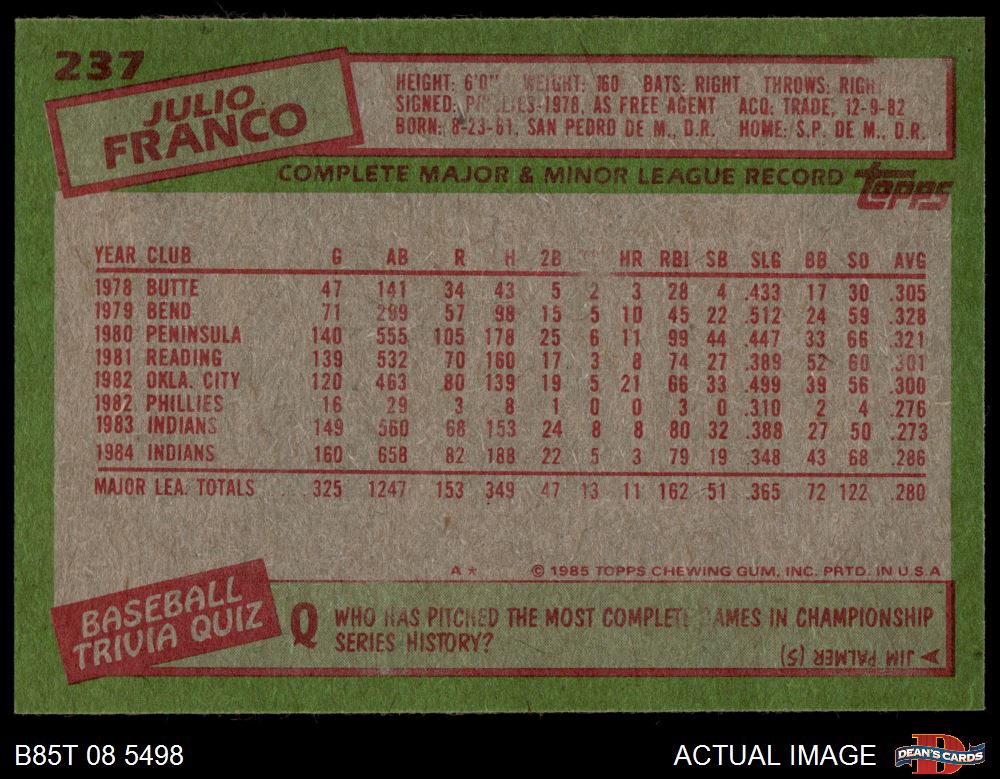 237
JULIO
FRANCO
HEIGHT: 6'0" WEIGHT: 160 BATS: RIGHT THROWS: RIGHT
SIGNED: PHILLIES-1978, AS FREE AGENT ACQ: TRADE, 12-9-82
BORN: 8-23-61, SAN PEDRO DE M., D.R. HOME: S.P. DE M., D.R.
COMPLETE MAJOR & MINOR LEAGUE RECORD topps
YEAR CLUB G AB R H 2B HR RBI SB SLG BB SO AVG
1978 BUTTE 47 141 34 43 5 2 3 28 4 .433 17 30 .305
1979 BEND 71 299 57 98 15 5 10 45 22 .512 24 59 .328
1980 PENINSULA 140 555 105 178 25 6 11 99 44 .447 33 66 .321
1981 READING 139 532 70 160 17 3 8 74 27 .389 52 60 .301
1982 OKLA. CITY 120 463 80 139 19 5 21 66 33 .499 39 56 .300
1982 PHILLIES 16 29 3 8 1 0 0 3 0 .310 2 4 .276
1983 INDIANS 149 560 68 153 24 8 8 80 32 .388 27 50 .273
1984 INDIANS 160 658 82 188 22 5 3 79 19 .348 43 68 .286
MAJOR LEA. TOTALS 325 1247 153 349 47 13 11 162 51 .365 72 122 .280
A * © 1985 TOPPS CHEWING GUM, INC. PRTD. IN U.S.A
BASEBALL
TRIVIA QUIZ
Q WHO HAS PITCHED THE MOST COMPLETE GAMES IN CHAMPIONSHIP
SERIES HISTORY?
JIM PALMER (5)
B85T 08 5498 ACTUAL IMAGE DEAN'S CARDS